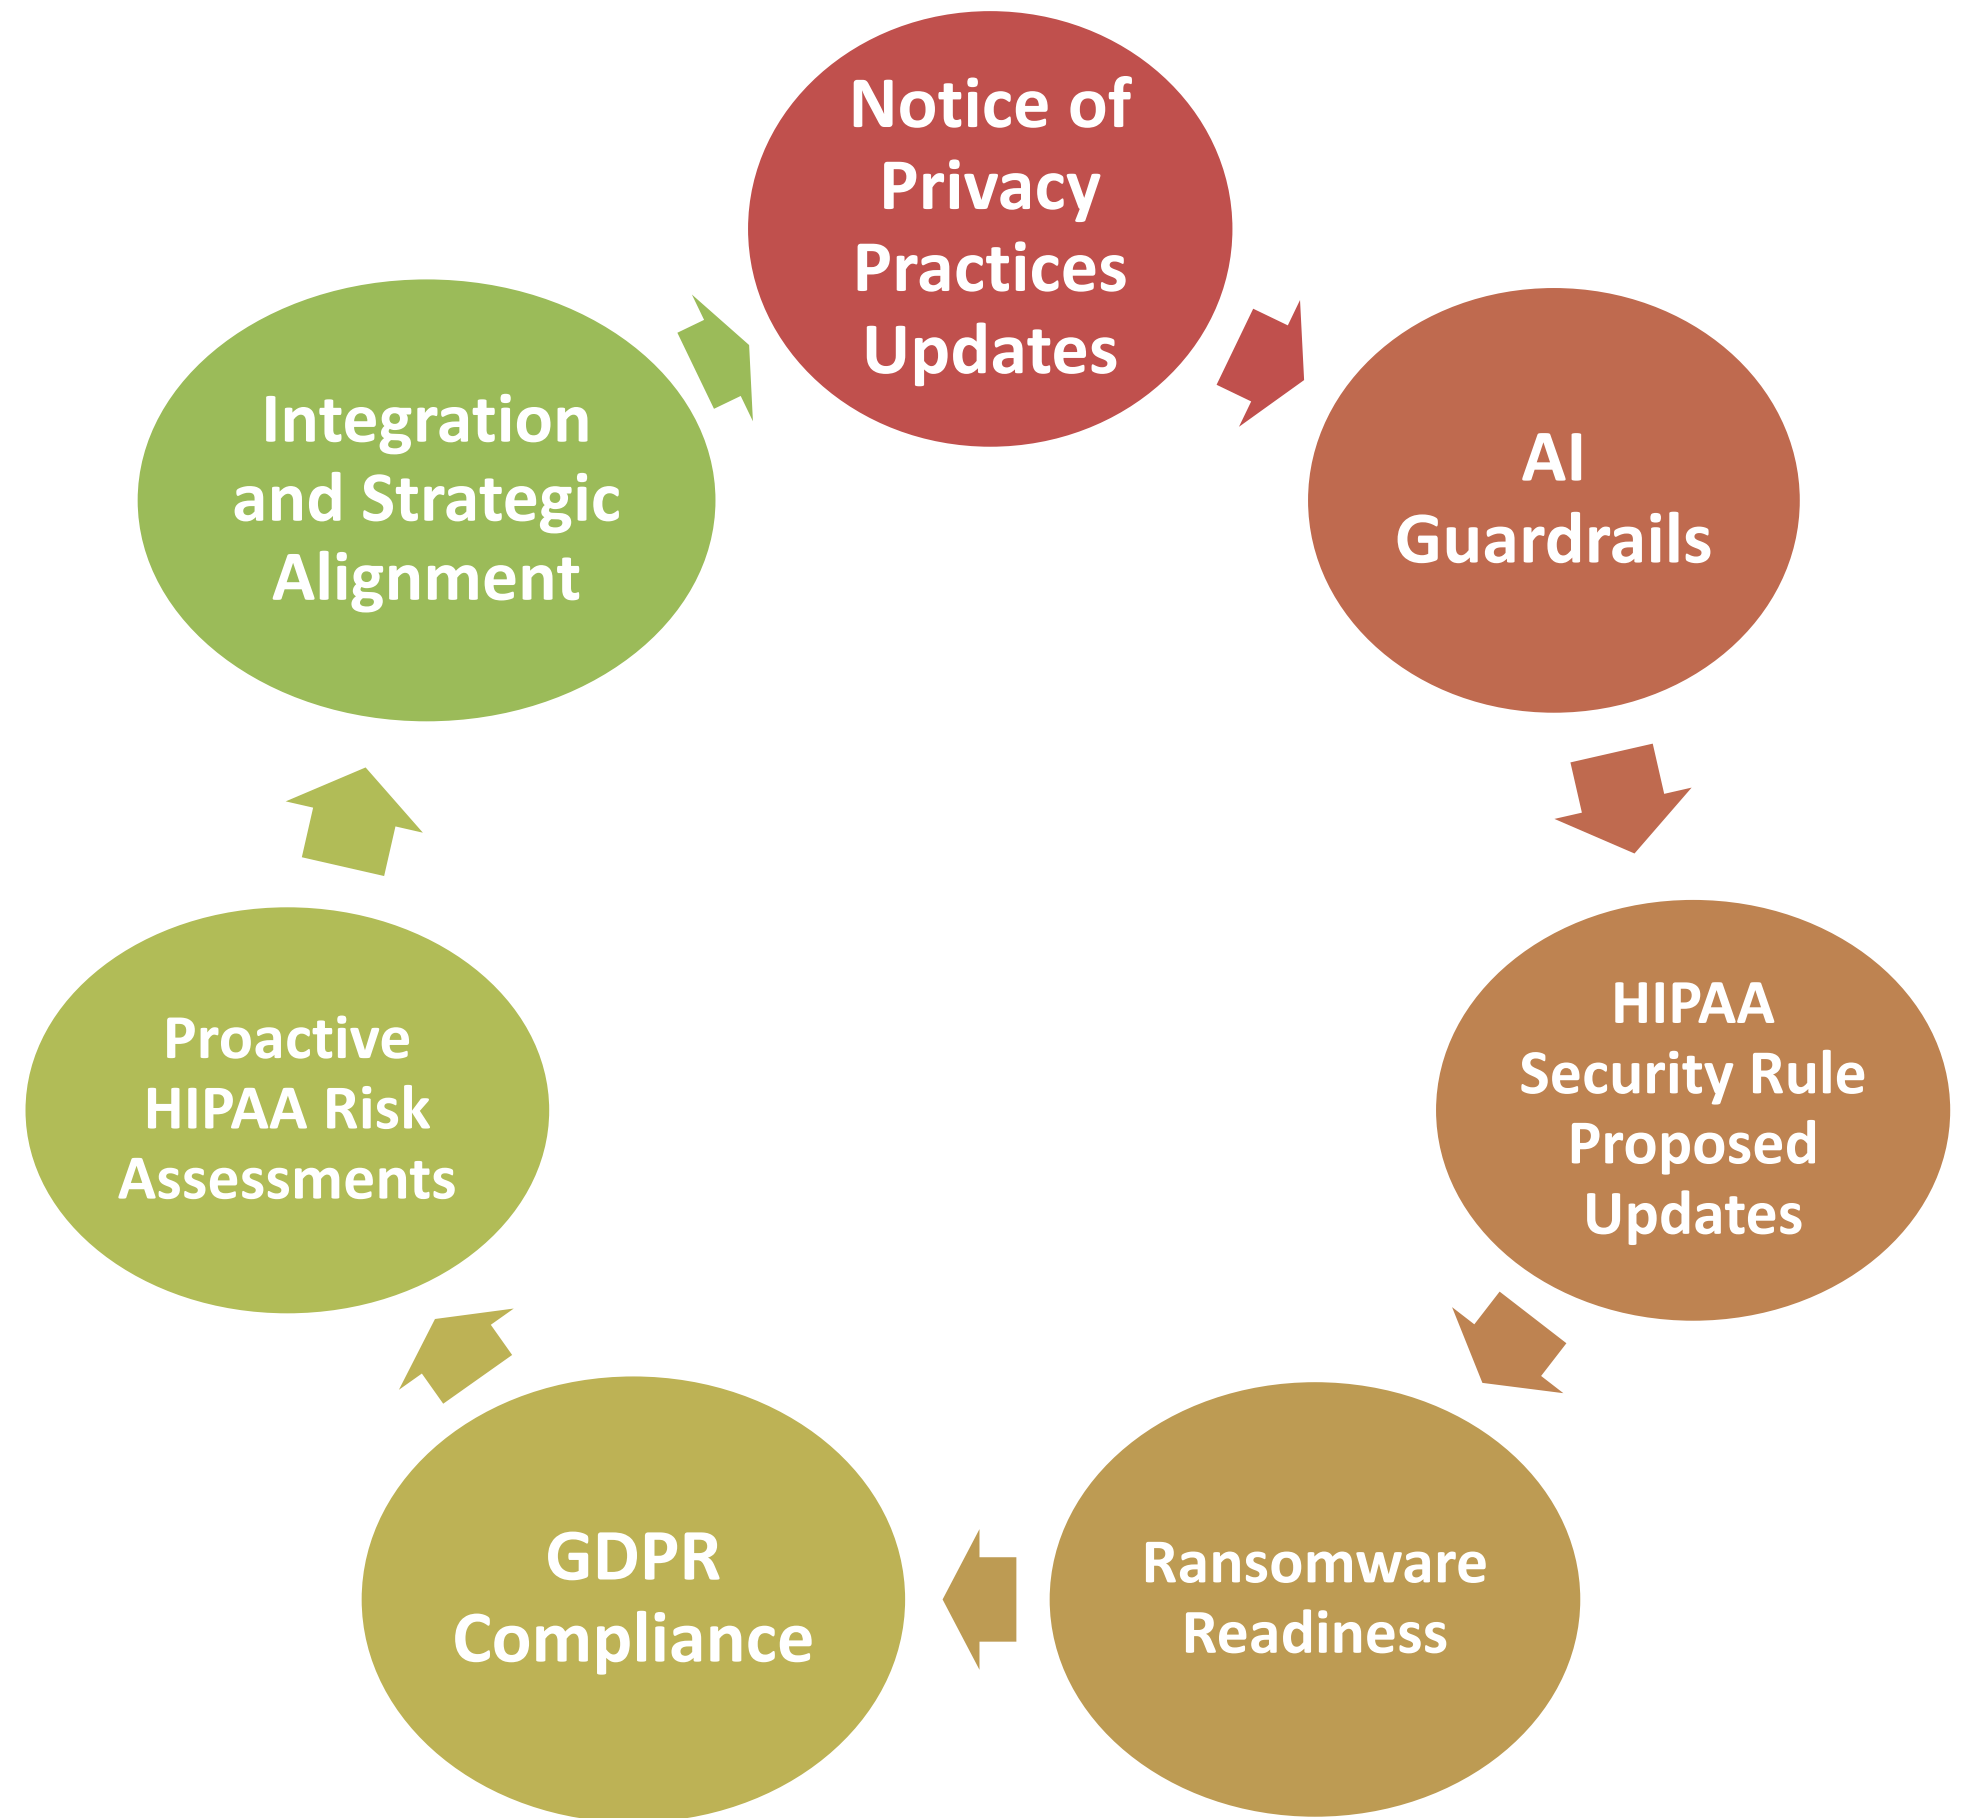 Notice of
Privacy
Practices
Updates
AI
Guardrails
HIPAA
Security Rule
Proposed
Updates
Ransomware
Readiness
GDPR
Compliance
Proactive
HIPAA Risk
Assessments
Integration
and Strategic
Alignment